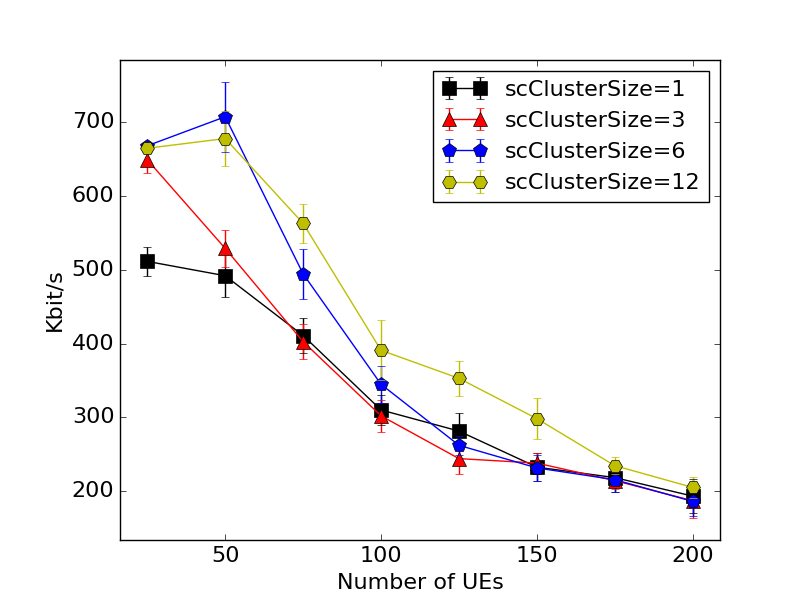 scClusterSize=1
scClusterSize=3
scClusterSize=6
scClusterSize=12
700
600
500
400
300
200
Kbit/s
50 100 150 200
Number of UEs